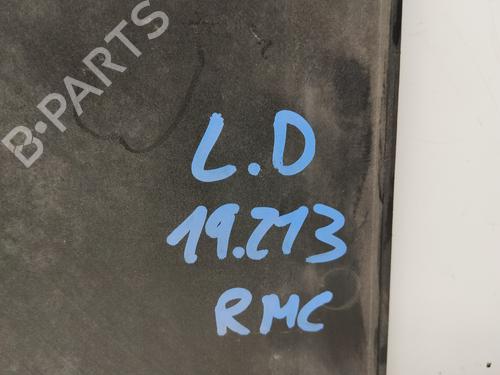 B-PARTS
L.D
19.213
RMC